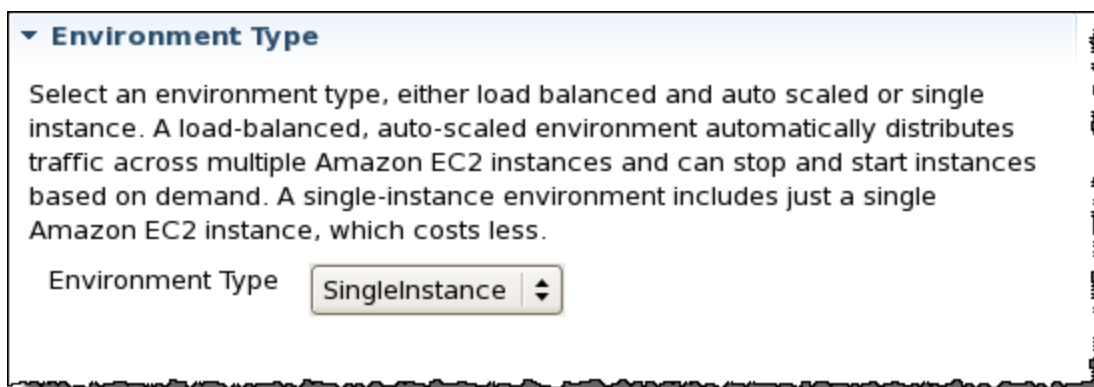 Environment Type
Select an environment type, either load balanced and auto scaled or single
instance. A load-balanced, auto-scaled environment automatically distributes
traffic across multiple Amazon EC2 instances and can stop and start instances
based on demand. A single-instance environment includes just a single
Amazon EC2 instance, which costs less.
Environment Type SingleInstance